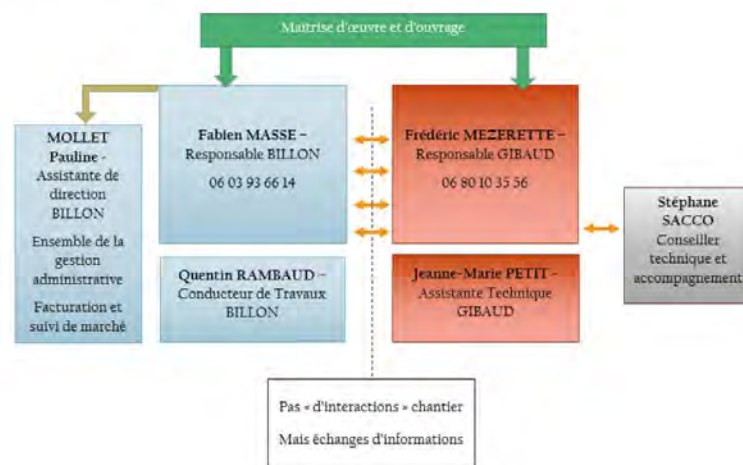 Maîtrise d'œuvre et d'ouvrage
MOLLET
Pauline -
Assistante de
direction
BILLON
Ensemble de la
gestion
administrative
Facturation et
suivi de marché
Fabien MASSE –
Responsable BILLON
06 03 93 66 14
Quentin RAMBAUD –
Conducteur de Travaux
BILLON
Frédéric MEZERETTE –
Responsable GIBAUD
06 80 10 35 56
Jeanne-Marie PETIT -
Assistante Technique
GIBAUD
Stéphane
SACCO
Conseiller
technique et
accompagnement
Pas « d'interactions » chantier
Mais échanges d'informations